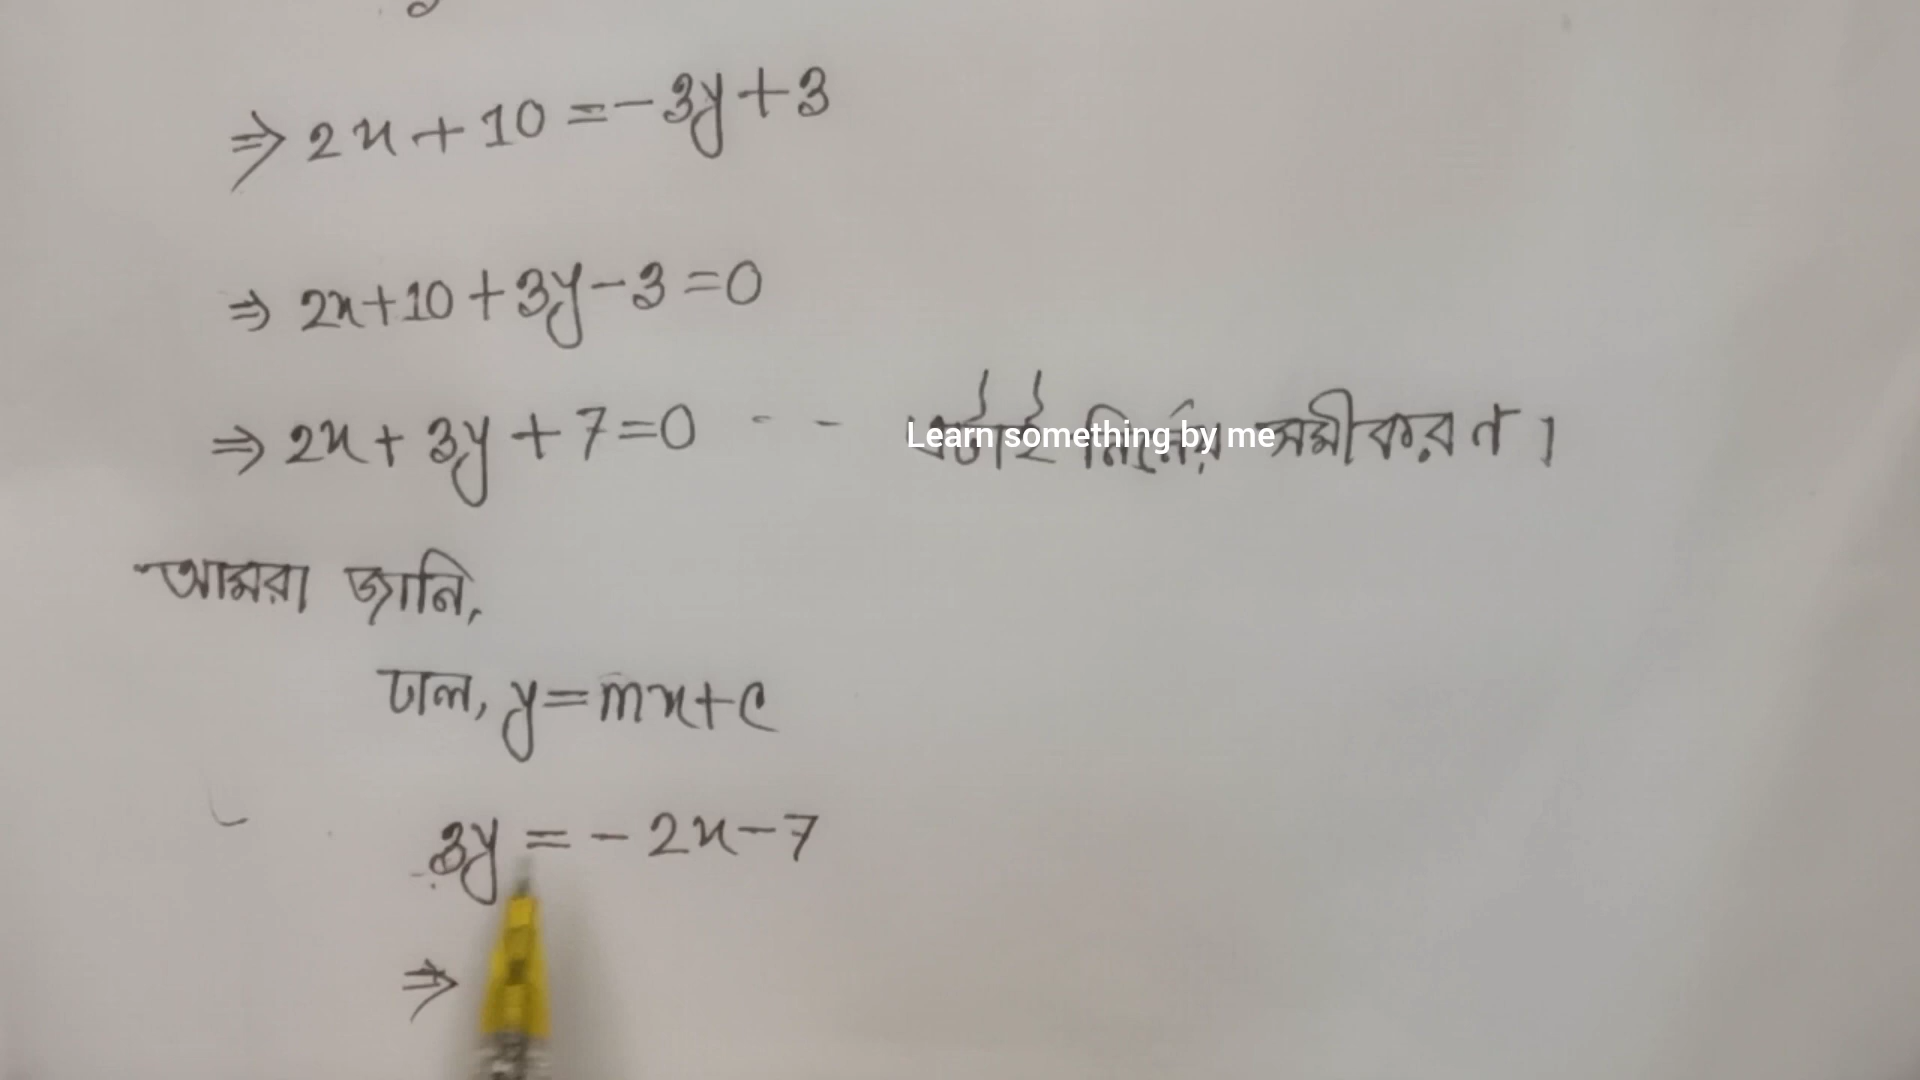 ⇒ 2x + 10 = -3y + 3
⇒ 2x + 10 + 3y - 3 = 0
⇒ 2x + 3y + 7 = 0 - - এটাই নির্ণেয় সমীকরণ।
Learn something by me
আমরা জানি,
ঢাল, y = mx + c
3y = - 2x - 7
⇒